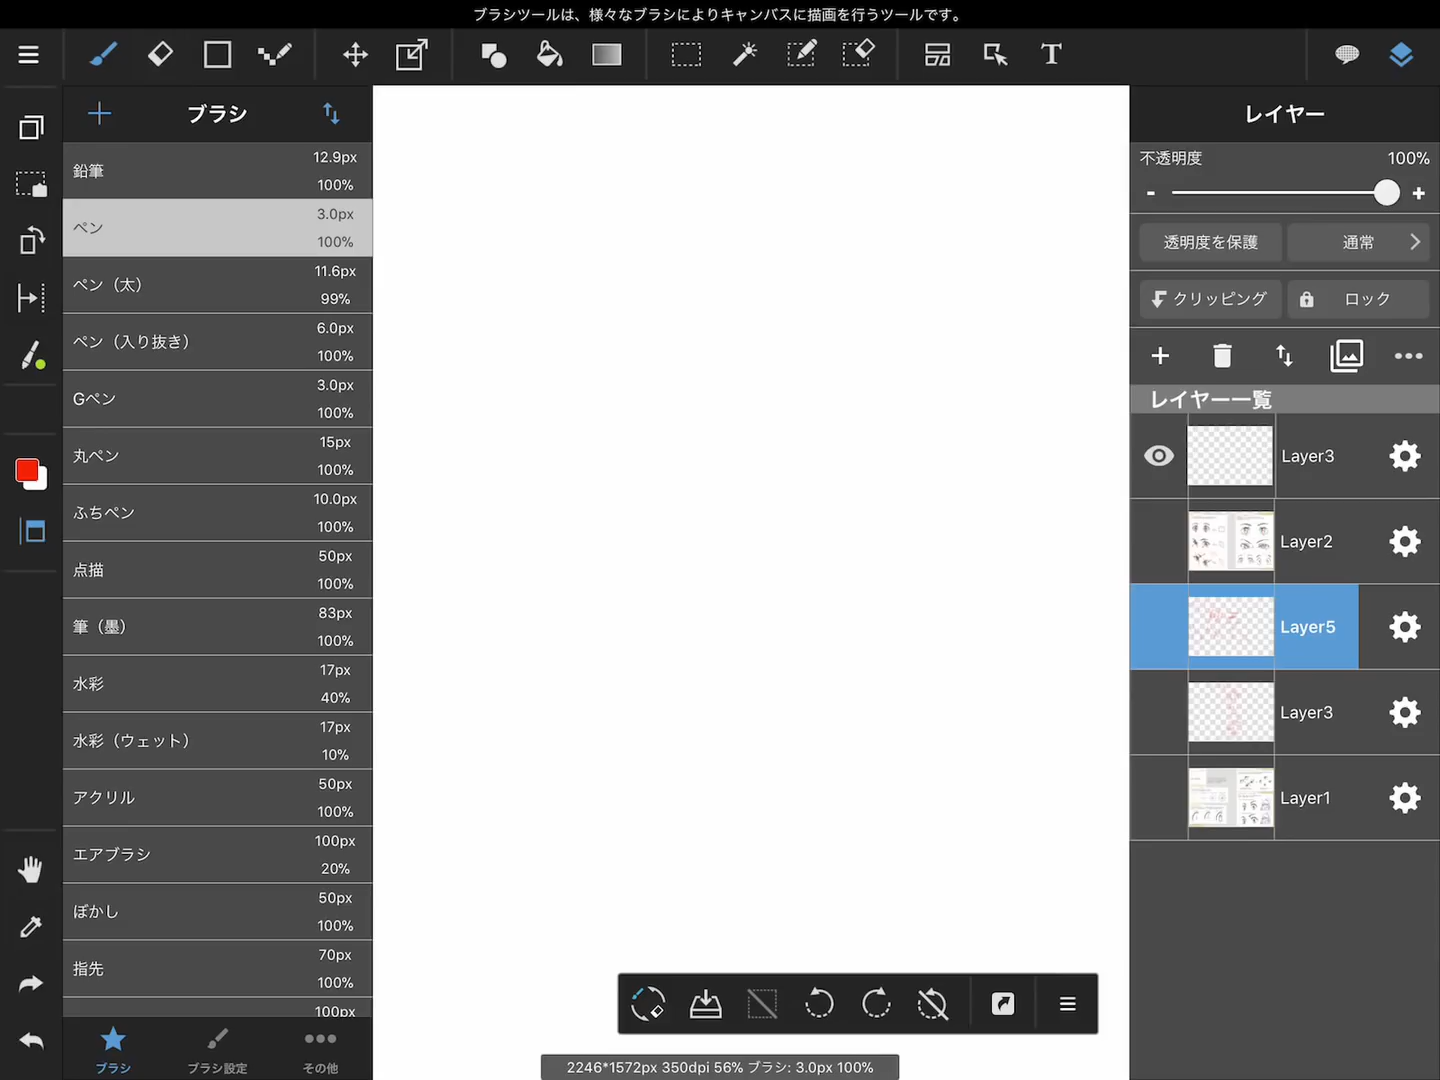 ブラシツールは、様々なブラシによりキャンバスに描画を行うツールです。
T
ブラシ
鉛筆
12.9px
100%
ペン
3.0px
100%
ペン（太）
11.6px
99%
ペン（入り抜き）
6.0px
100%
Gペン
3.0px
100%
丸ペン
15px
100%
ふちペン
10.0px
100%
点描
50px
100%
筆（墨）
83px
100%
水彩
17px
40%
水彩（ウェット）
17px
10%
アクリル
50px
100%
エアブラシ
100px
20%
ぼかし
50px
100%
指先
70px
100%
100px
ブラシ
ブラシ設定
その他
2246*1572px 350dpi 56% ブラシ: 3.0px 100%
レイヤー
不透明度
100%
-
+
透明度を保護
通常
クリッピング
ロック
レイヤー一覧
Layer3
Layer2
Layer5
Layer3
Layer1